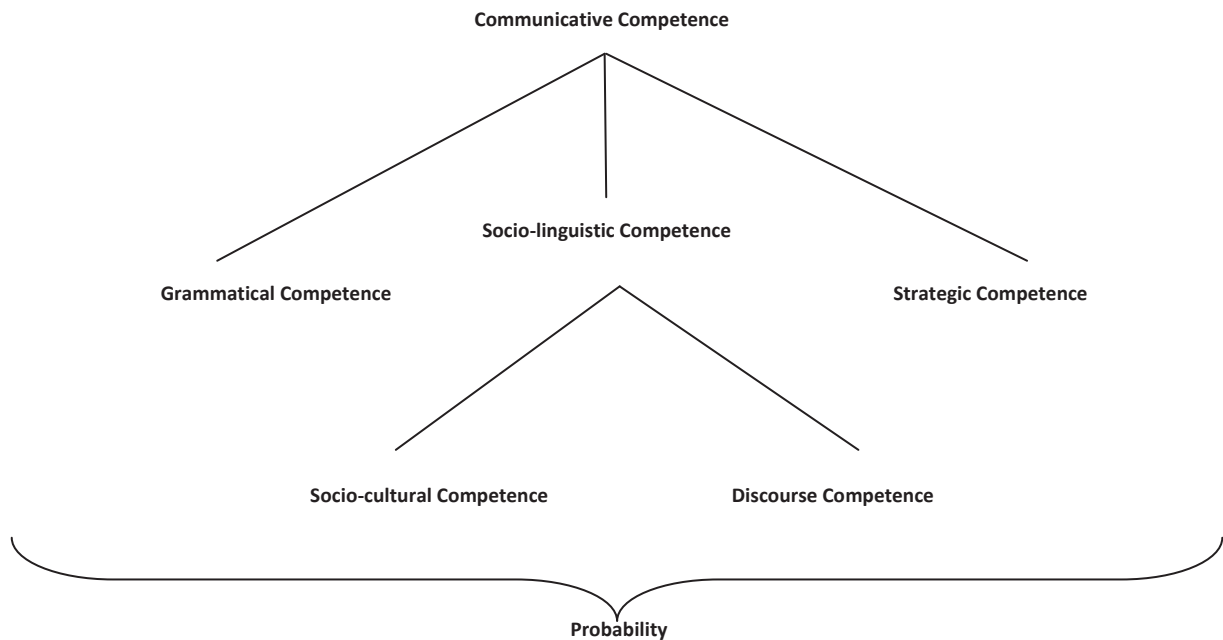 Communicative Competence
Socio-linguistic Competence
Grammatical Competence
Strategic Competence
Socio-cultural Competence
Discourse Competence
Probability